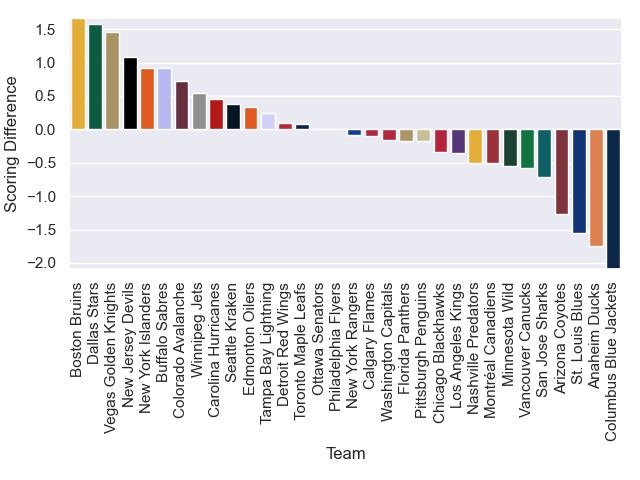 1.5
1.0
0.5
0.0
−0.5
−1.0
−1.5
−2.0
Scoring Difference
Boston Bruins
Dallas Stars
Vegas Golden Knights
New Jersey Devils
New York Islanders
Buffalo Sabres
Colorado Avalanche
Winnipeg Jets
Carolina Hurricanes
Seattle Kraken
Edmonton Oilers
Tampa Bay Lightning
Detroit Red Wings
Toronto Maple Leafs
Ottawa Senators
Philadelphia Flyers
New York Rangers
Calgary Flames
Washington Capitals
Florida Panthers
Pittsburgh Penguins
Chicago Blackhawks
Los Angeles Kings
Nashville Predators
Montréal Canadiens
Minnesota Wild
Vancouver Canucks
San Jose Sharks
Arizona Coyotes
St. Louis Blues
Anaheim Ducks
Columbus Blue Jackets
Team